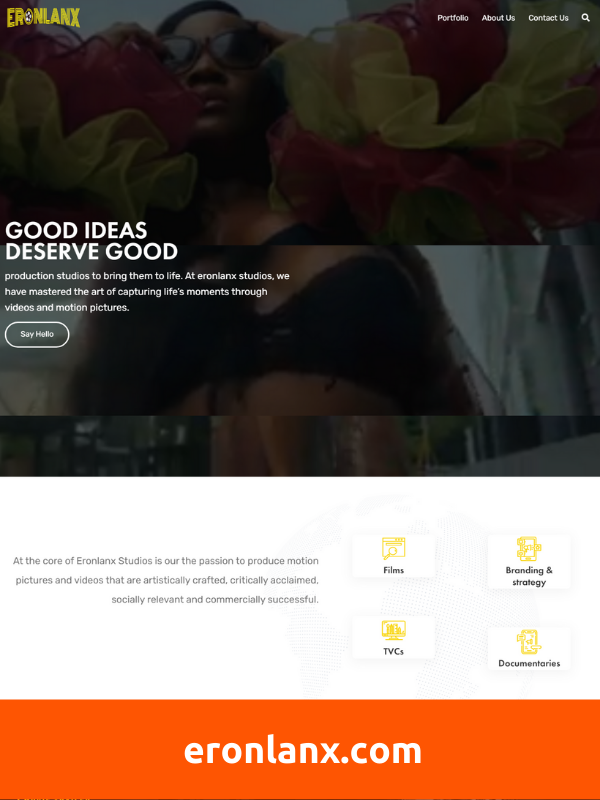 ERONLANX
Portfolio About Us Contact Us
GOOD IDEAS
DESERVE GOOD
production studios to bring them to life. At eronlanx studios, we
have mastered the art of capturing life's moments through
videos and motion pictures.
Say Hello
At the core of Eronlanx Studios is our the passion to produce motion
pictures and videos that are artistically crafted, critically acclaimed,
socially relevant and commercially successful.
Films
Branding &
strategy
TVCs
Documentaries
eronlanx.com